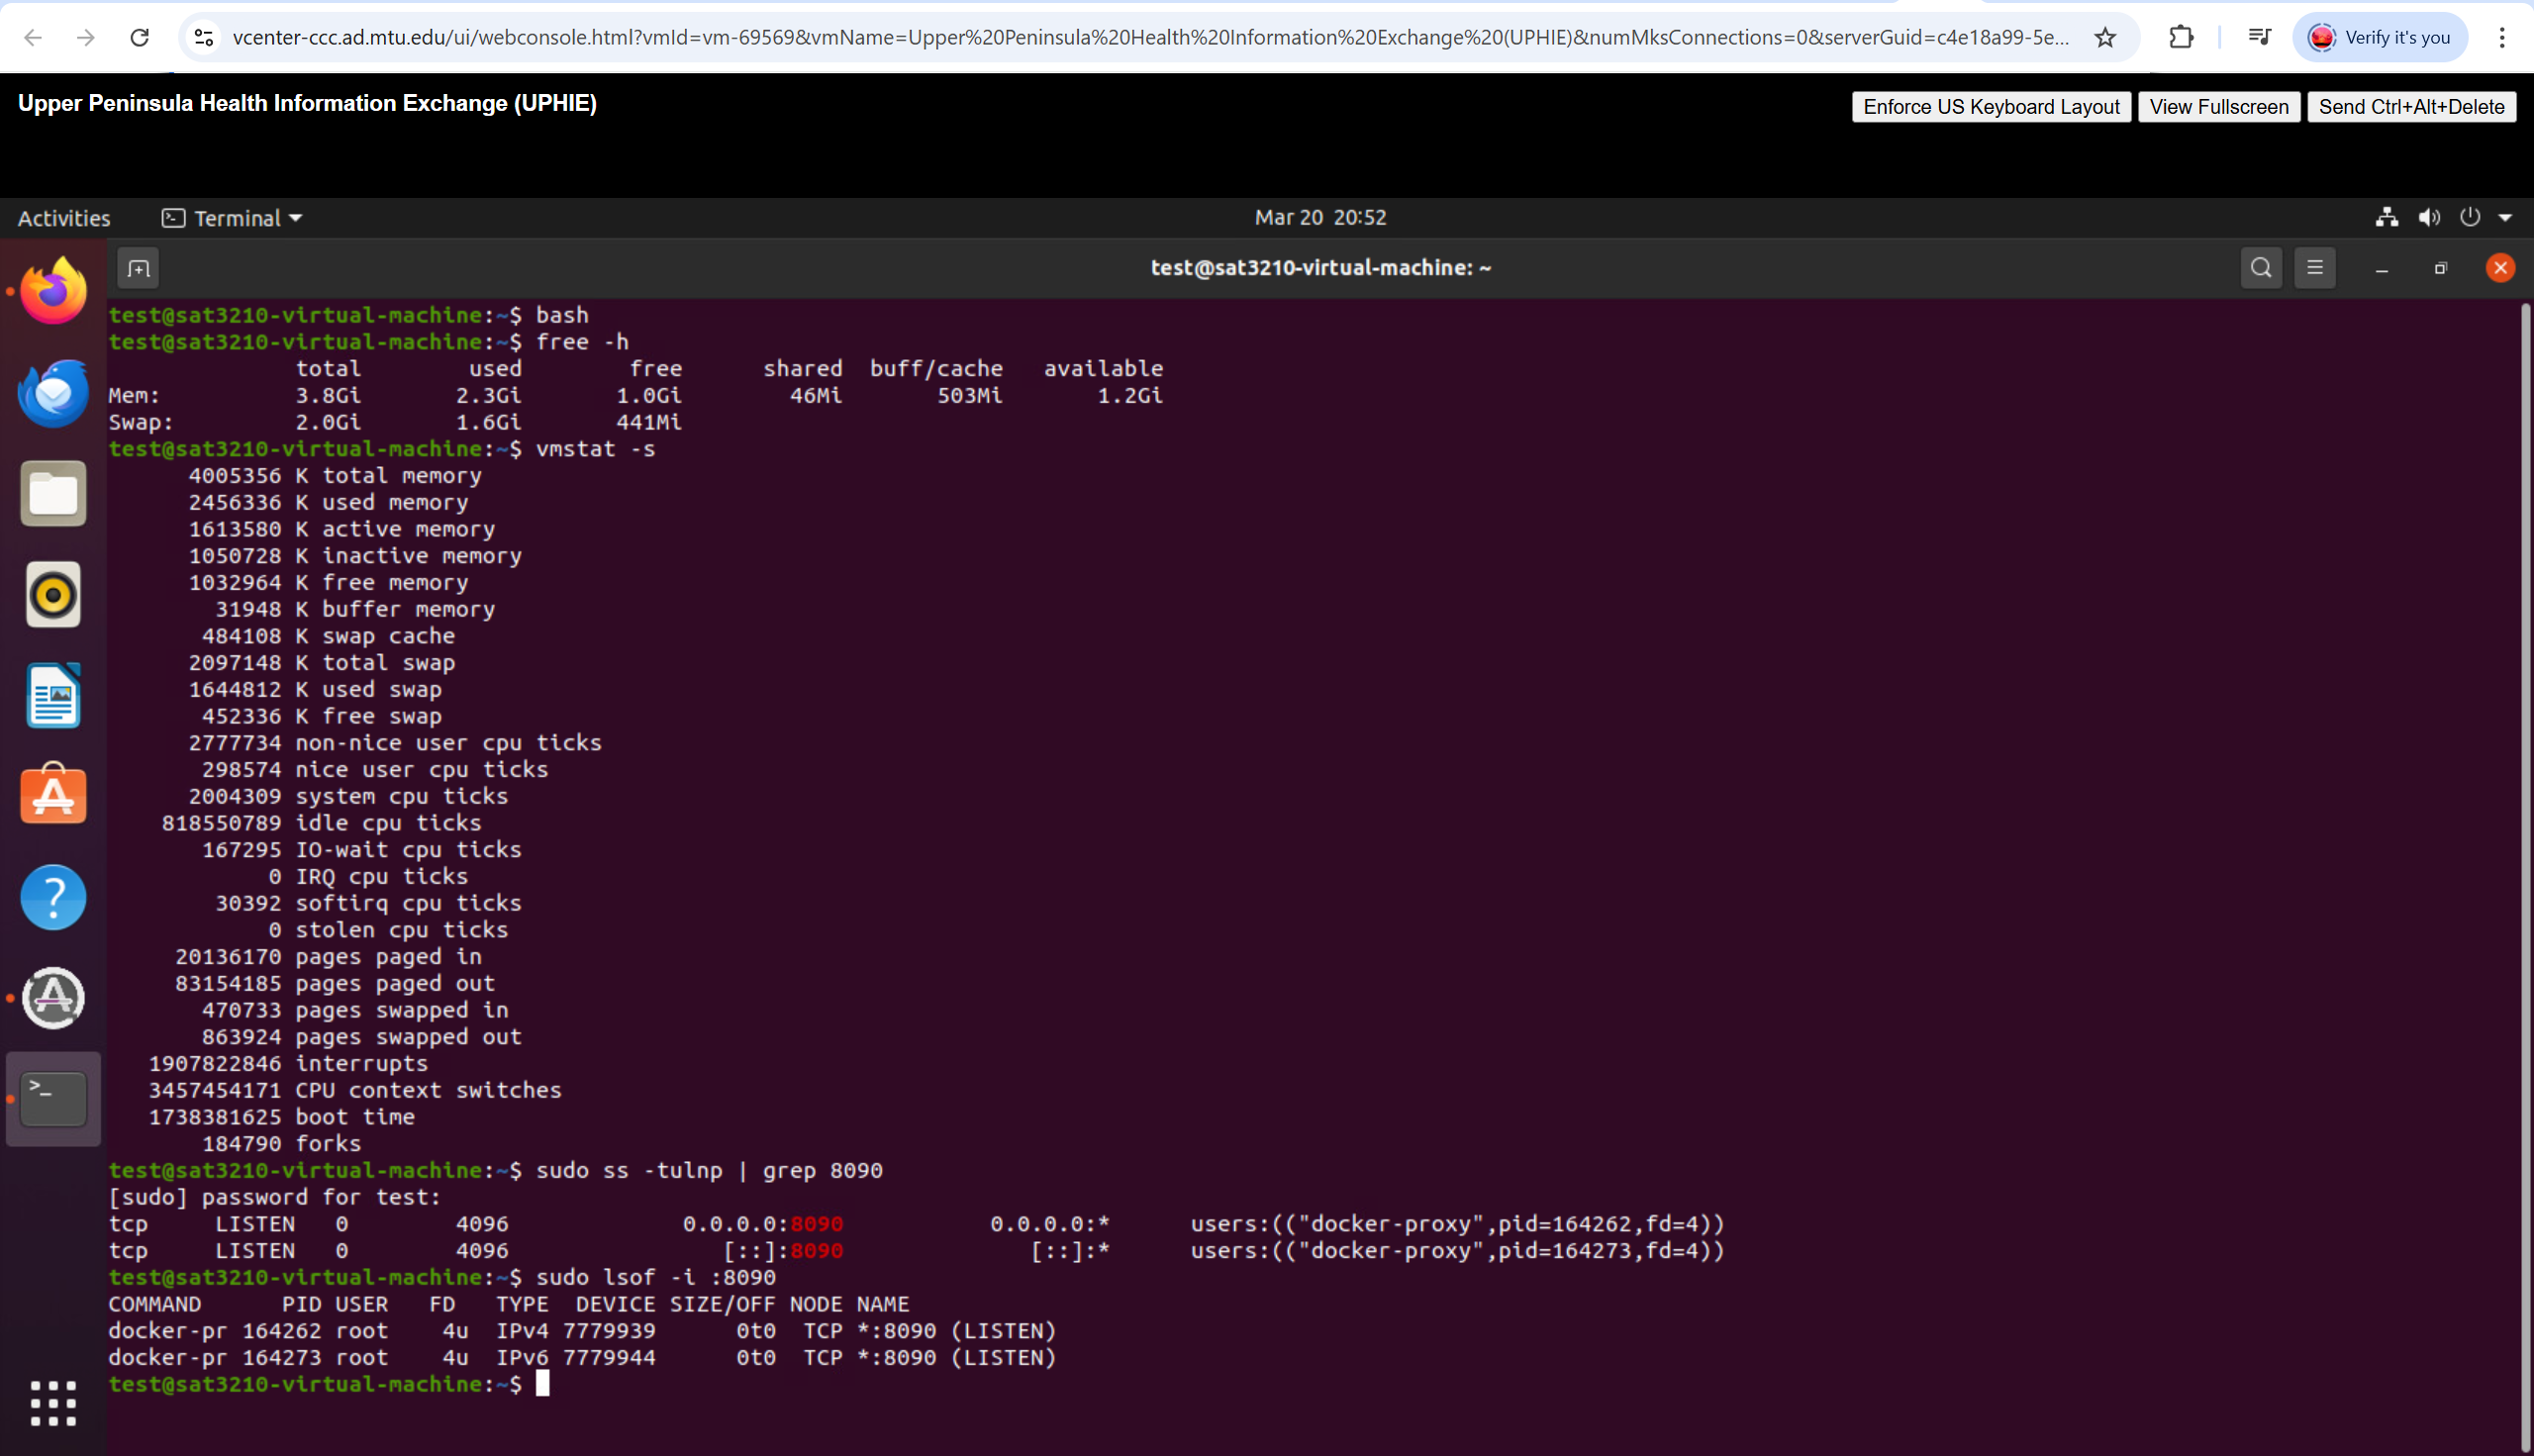 vcenter-ccc.ad.mtu.edu/ui/webconsole.html?vmId=vm-69569&vmName=Upper%20Peninsula%20Health%20Information%20Exchange%20(UPHIE)&numMksConnections=0&serverGuid=c4e18a99-5e...
Verify it's you
Upper Peninsula Health Information Exchange (UPHIE)
Enforce US Keyboard Layout
View Fullscreen
Send Ctrl+Alt+Delete
Activities
Terminal
Mar 20 20:52
test@sat3210-virtual-machine: ~
test@sat3210-virtual-machine:~$ bash
test@sat3210-virtual-machine:~$ free -h
total used free shared buff/cache available
Mem: 3.8Gi 2.3Gi 1.0Gi 46Mi 503Mi 1.2Gi
Swap: 2.0Gi 1.6Gi 441Mi
test@sat3210-virtual-machine:~$ vmstat -s
4005356 K total memory
2456336 K used memory
1613580 K active memory
1050728 K inactive memory
1032964 K free memory
31948 K buffer memory
484108 K swap cache
2097148 K total swap
1644812 K used swap
452336 K free swap
2777734 non-nice user cpu ticks
298574 nice user cpu ticks
2004309 system cpu ticks
818550789 idle cpu ticks
167295 IO-wait cpu ticks
0 IRQ cpu ticks
30392 softirq cpu ticks
0 stolen cpu ticks
20136170 pages paged in
83154185 pages paged out
470733 pages swapped in
863924 pages swapped out
1907822846 interrupts
3457454171 CPU context switches
1738381625 boot time
184790 forks
test@sat3210-virtual-machine:~$ sudo ss -tulnp | grep 8090
[sudo] password for test:
tcp LISTEN 0 4096 0.0.0.0:8090 0.0.0.0:* users:(("docker-proxy",pid=164262,fd=4))
tcp LISTEN 0 4096 [::]:8090 [::]:* users:(("docker-proxy",pid=164273,fd=4))
test@sat3210-virtual-machine:~$ sudo lsof -i :8090
COMMAND PID USER FD TYPE DEVICE SIZE/OFF NODE NAME
docker-pr 164262 root 4u IPv4 7779939 0t0 TCP *:8090 (LISTEN)
docker-pr 164273 root 4u IPv6 7779944 0t0 TCP *:8090 (LISTEN)
test@sat3210-virtual-machine:~$